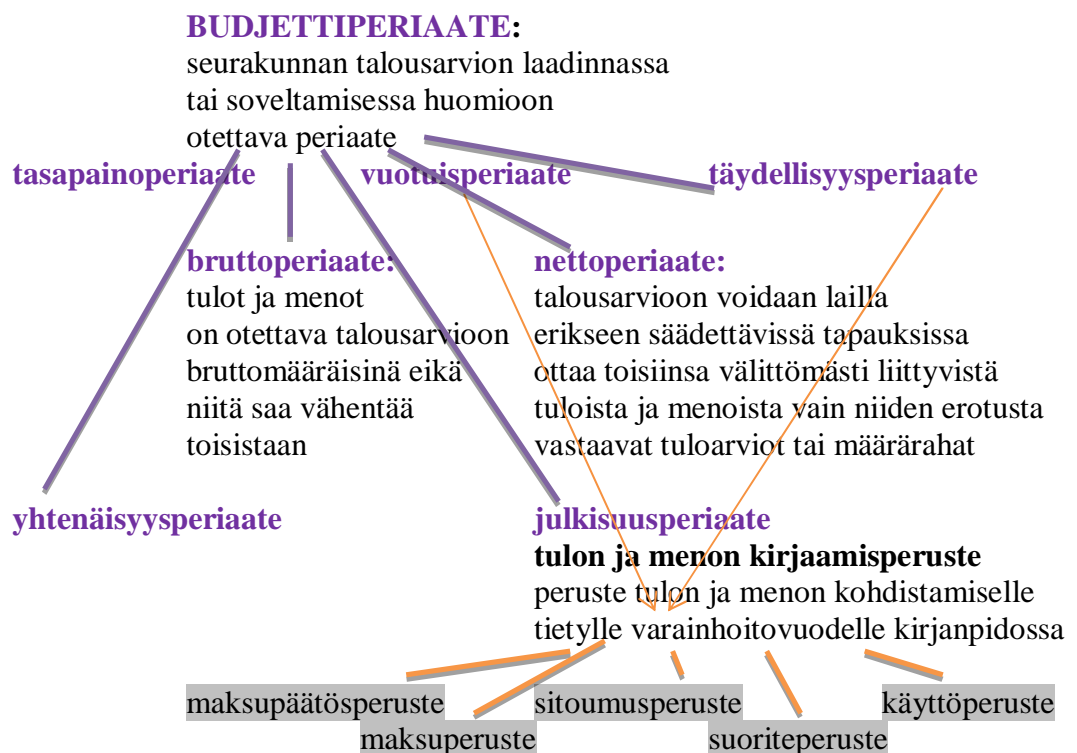 BUDJETTIPERIAATE:
seurakunnan talousarvion laadinnassa
tai soveltamisessa huomioon
otettava periaate
tasapainoperiaate vuotuisperiaate täydellisyysperiaate
bruttoperiaate:
tulot ja menot
on otettava talousarvioon
bruttomääräisinä eikä
niitä saa vähentää
toisistaan
nettoperiaate:
talousarvioon voidaan lailla
erikseen säädettävissä tapauksissa
ottaa toisiinsa välittömästi liittyvistä
tuloista ja menoista vain niiden erotusta
vastaavat tuloarviot tai määrärahat
yhtenäisyysperiaate julkisuusperiaate
tulon ja menon kirjaamisperuste
peruste tulon ja menon kohdistamiselle
tietylle varainhoitovuodelle kirjanpidossa
maksupäätösperuste sitoumusperuste käyttöperuste
maksuperuste suoriteperuste